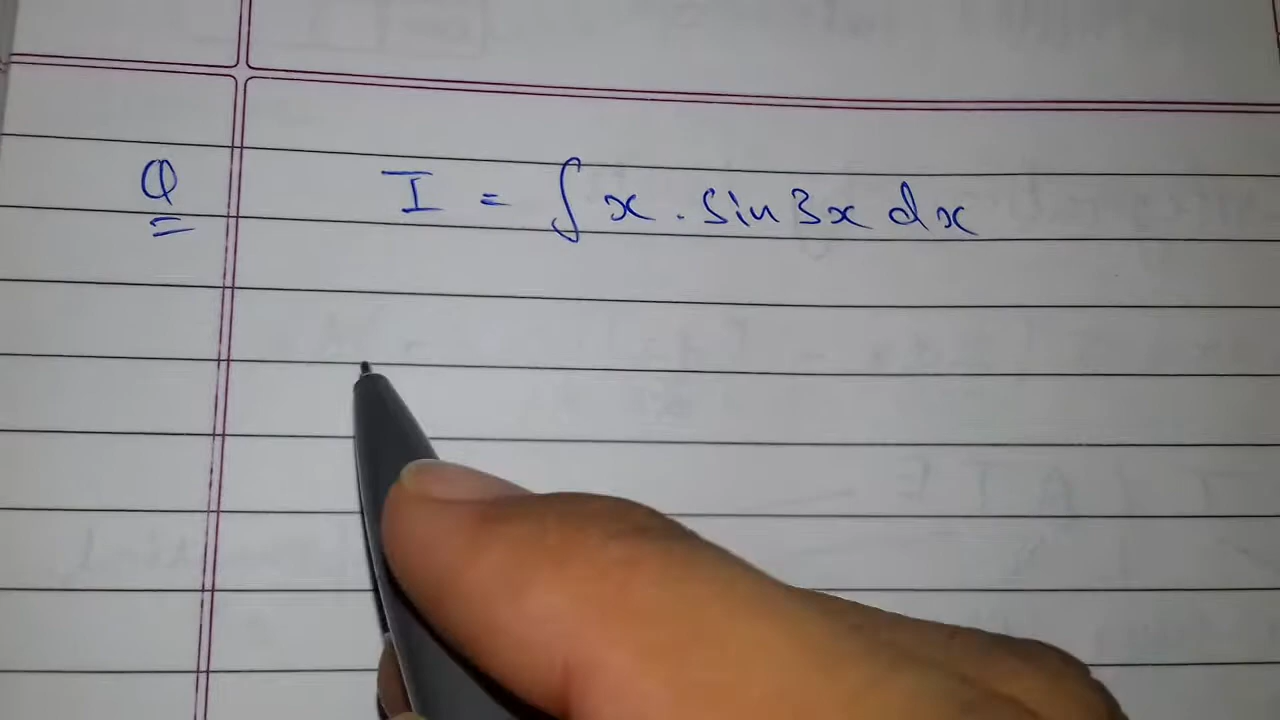 Q I = ∫ x . sin 3x dx